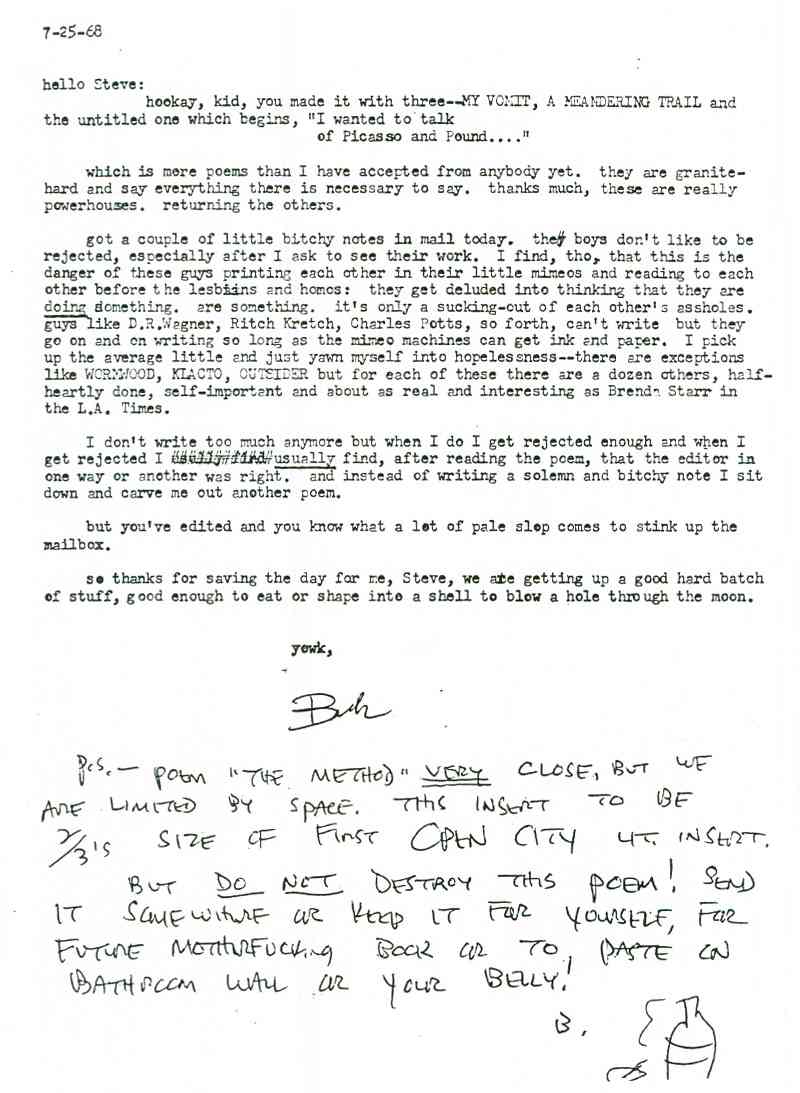 7-25-68
hello Steve:
hookay, kid, you made it with three--MY VOMIT, A MEANDERING TRAIL and
the untitled one which begins, "I wanted to talk
of Picasso and Pound...."
which is more poems than I have accepted from anybody yet. they are granite-
hard and say everything there is necessary to say. thanks much, these are really
powerhouses. returning the others.
got a couple of little bitchy notes in mail today. the boys don't like to be
rejected, especially after I ask to see their work. I find, tho, that this is the
danger of these guys printing each other in their little mimeos and reading to each
other before the lesbians and homos: they get deluded into thinking that they are
doing something. are something. it's only a sucking-out of each other's assholes.
guys like D.R.Wagner, Ritch Kretch, Charles Potts, so forth, can't write but they
go on and on writing so long as the mimeo machines can get ink and paper. I pick
up the average little and just yawn myself into hopelessness--there are exceptions
like WORMWOOD, KLACTO, OUTSIDER but for each of these there are a dozen others, half-
heartly done, self-important and about as real and interesting as Brenda Starr in
the L.A. Times.
I don't write too much anymore but when I do I get rejected enough and when I
get rejected I usually find, after reading the poem, that the editor in
one way or another was right. and instead of writing a solemn and bitchy note I sit
down and carve me out another poem.
but you've edited and you know what a lot of pale slop comes to stink up the
mailbox.
so thanks for saving the day for me, Steve, we are getting up a good hard batch
of stuff, good enough to eat or shape into a shell to blow a hole through the moon.
yowk,
Buk
p.s. — POEM "THE METHOD" VERY CLOSE, BUT WE
ARE LIMITED BY SPACE. THIS INSERT TO BE
2/3's SIZE OF FIRST OPEN CITY LIT. INSERT.
BUT DO NOT DESTROY THIS POEM! SEND
IT SOMEWHERE OR KEEP IT FOR YOURSELF, FOR
FUTURE MOTHERFUCKING BOOK OR TO PASTE ON
BATHROOM WALL OR YOUR BELLY!
B.